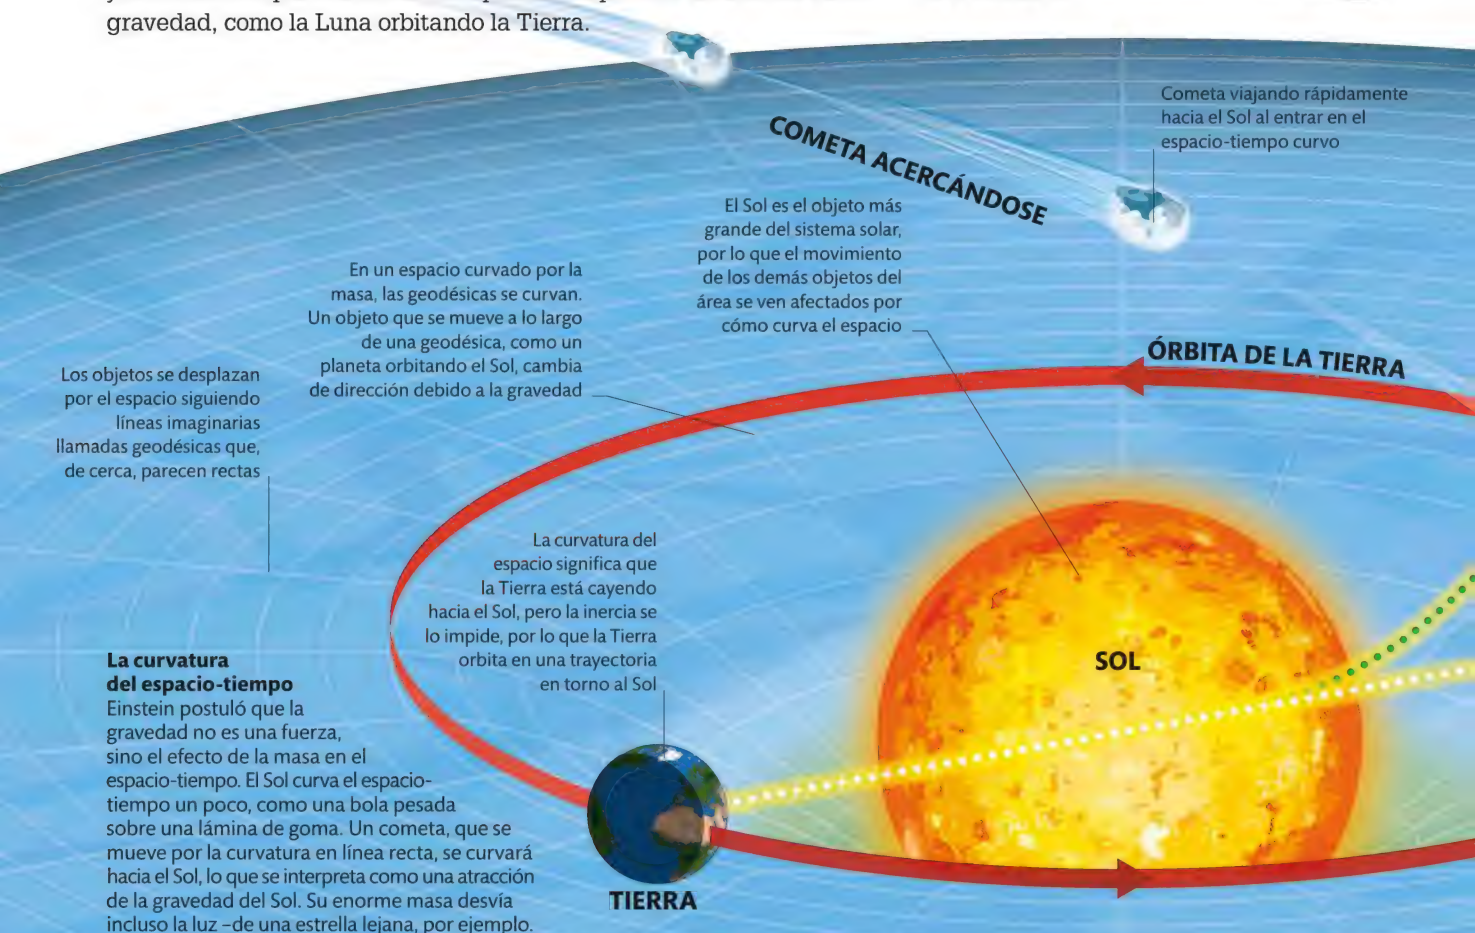 gravedad, como la Luna orbitando la Tierra.
COMETA ACERCÁNDOSE
Cometa viajando rápidamente
hacia el Sol al entrar en el
espacio-tiempo curvo
El Sol es el objeto más
grande del sistema solar,
por lo que el movimiento
de los demás objetos del
área se ven afectados por
cómo curva el espacio
En un espacio curvado por la
masa, las geodésicas se curvan.
Un objeto que se mueve a lo largo
de una geodésica, como un
planeta orbitando el Sol, cambia
de dirección debido a la gravedad
ÓRBITA DE LA TIERRA
Los objetos se desplazan
por el espacio siguiendo
líneas imaginarias
llamadas geodésicas que,
de cerca, parecen rectas
La curvatura del
espacio significa que
la Tierra está cayendo
hacia el Sol, pero la inercia se
lo impide, por lo que la Tierra
orbita en una trayectoria
en torno al Sol
SOL
La curvatura
del espacio-tiempo
Einstein postuló que la
gravedad no es una fuerza,
sino el efecto de la masa en el
espacio-tiempo. El Sol curva el espacio-
tiempo un poco, como una bola pesada
sobre una lámina de goma. Un cometa, que se
mueve por la curvatura en línea recta, se curvará
hacia el Sol, lo que se interpreta como una atracción
de la gravedad del Sol. Su enorme masa desvía
incluso la luz –de una estrella lejana, por ejemplo.
TIERRA